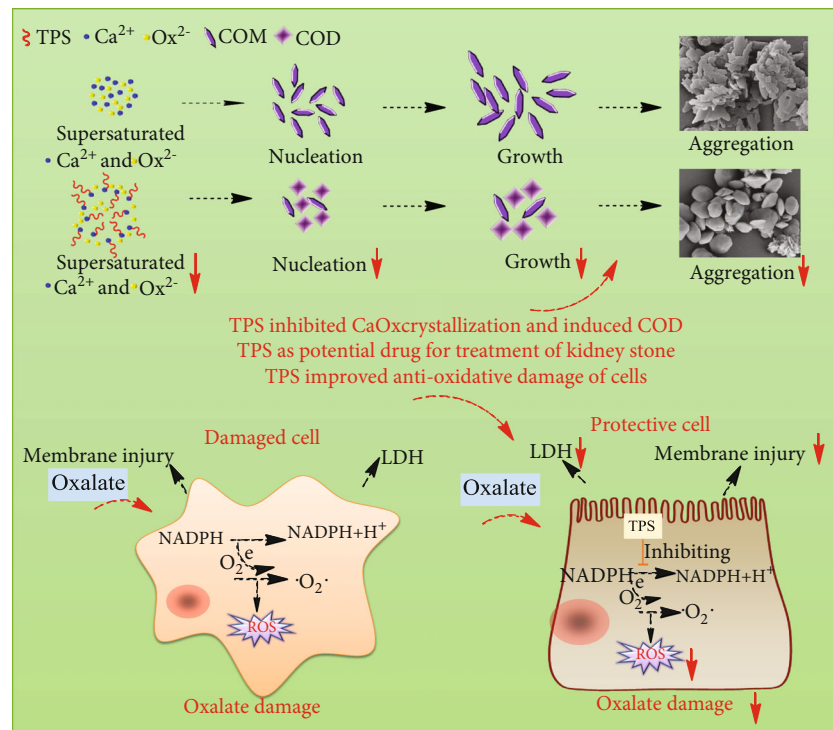 TPS Ca²⁺ Ox²⁻ COM COD
Supersaturated
Ca²⁺ and Ox²⁻
Nucleation
Growth
Aggregation
Supersaturated
Ca²⁺ and Ox²⁻
Nucleation
Growth
Aggregation
TPS inhibited CaOxcrystallization and induced COD
TPS as potential drug for treatment of kidney stone
TPS improved anti-oxidative damage of cells
Damaged cell
Membrane injury
LDH
Oxalate
NADPH
NADPH+H⁺
e
O₂
·O₂·
ROS
Oxalate damage
Protective cell
LDH
Membrane injury
Oxalate
TPS
Inhibiting
NADPH
NADPH+H⁺
e
O₂
·O₂·
ROS
Oxalate damage